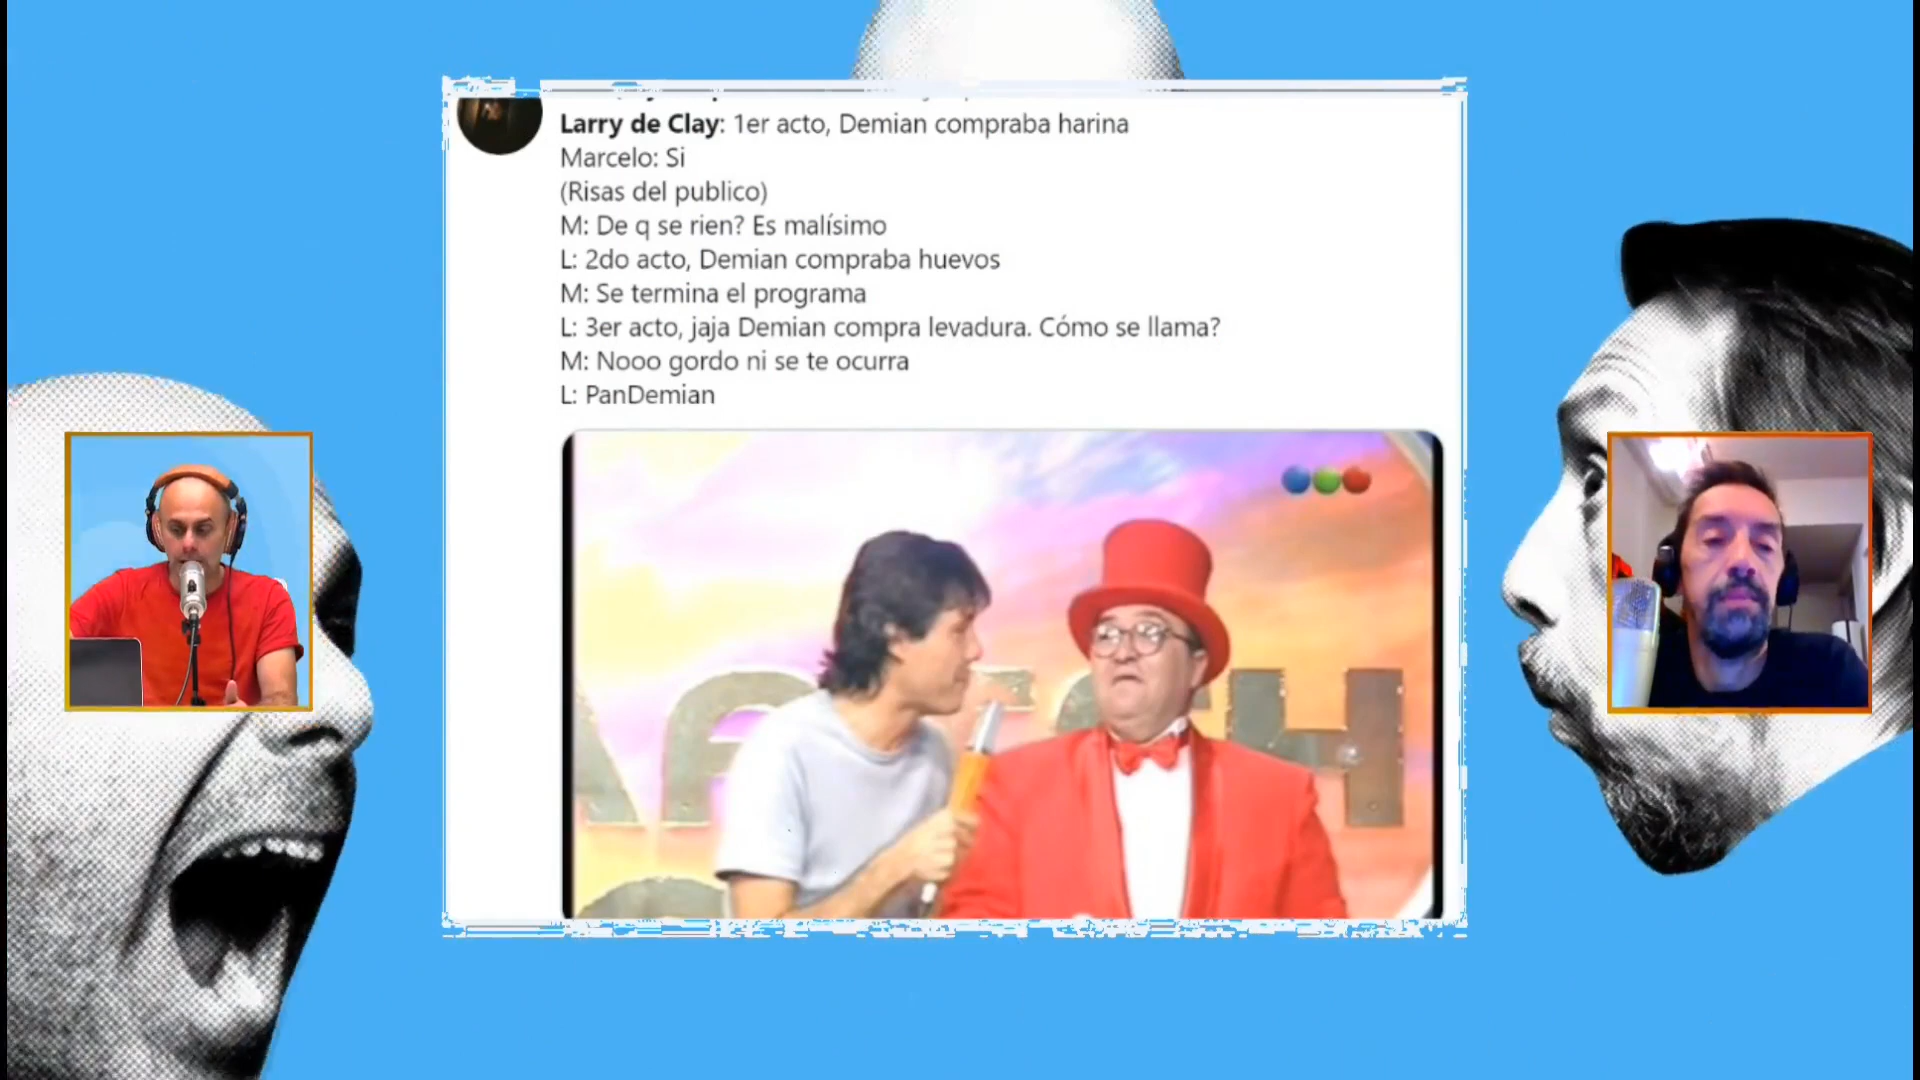 Larry de Clay: 1er acto, Demian compraba harina
Marcelo: Si
(Risas del publico)
M: De q se rien? Es malísimo
L: 2do acto, Demian compraba huevos
M: Se termina el programa
L: 3er acto, jaja Demian compra levadura. Cómo se llama?
M: Nooo gordo ni se te ocurra
L: PanDemian